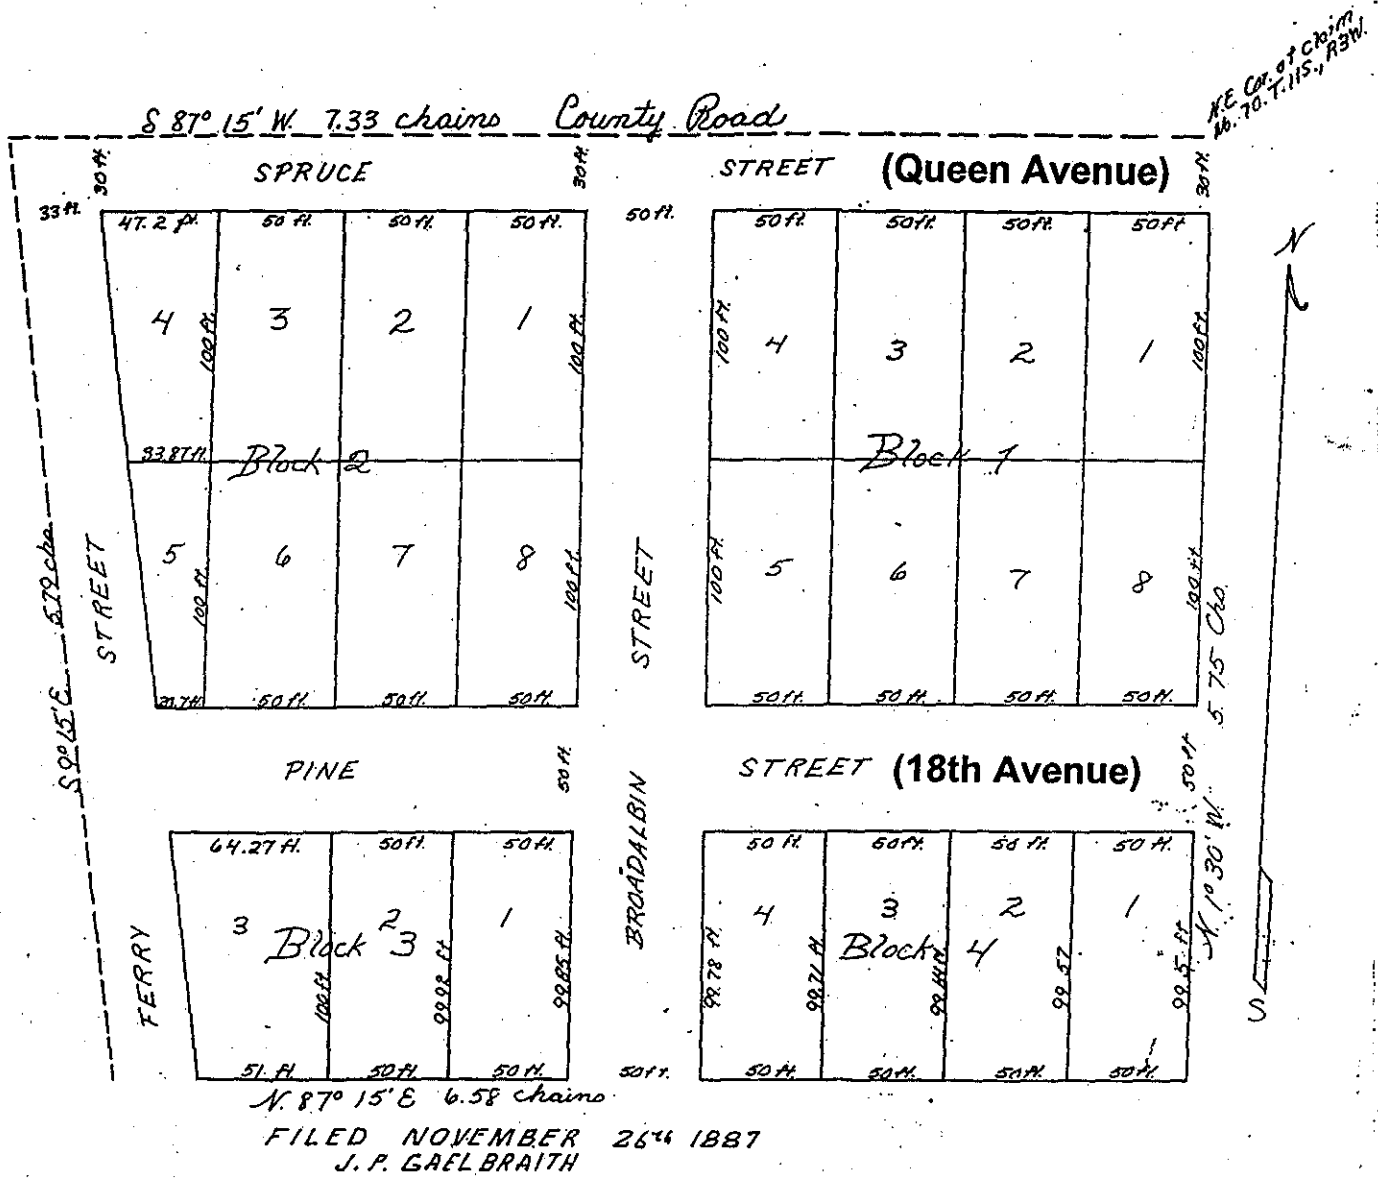 N.E. Cor. of Claim
No. 70. T.11S., R3W.
S 87° 15' W. 7.33 chains County Road
30 ft. SPRUCE 30 ft. STREET (Queen Avenue) 30 ft.
33 ft. 47.2 ft. 50 ft. 50 ft. 50 ft. 50 ft. 50 ft. 50 ft. 50 ft. 50 ft
N
4 3 2 1 4 3 2 1
100 ft. 100 ft. 100 ft. 100 ft.
33.87 ft. Block 2 Block 1
5 6 7 8 5 6 7 8
100 ft. 100 ft. 100 ft. 100 ft.
S 9° 15' E. 5.79 chs.
STREET
STREET
N 1° 30' W. 5.75 Chs.
50 ft. 50 ft. 50 ft. 50 ft. 50 ft. 50 ft. 50 ft.
PINE 50 ft. STREET (18th Avenue) 50 ft
64.27 ft. 50 ft. 50 ft. 50 ft. 50 ft. 50 ft. 50 ft.
FERRY
BROADALBIN
3 2 1 4 3 2 1
Block 3 Block 4
100 ft 99.92 ft 99.85 ft. 99.78 ft. 99.71 ft. 99.57 99.5 ft
S
51. ft. 50 ft. 50 ft. 50 ft. 50 ft. 50 ft. 50 ft. 50 ft.
N. 87° 15' E 6.58 chains
FILED NOVEMBER 26th 1887
J. P. GAELBRAITH